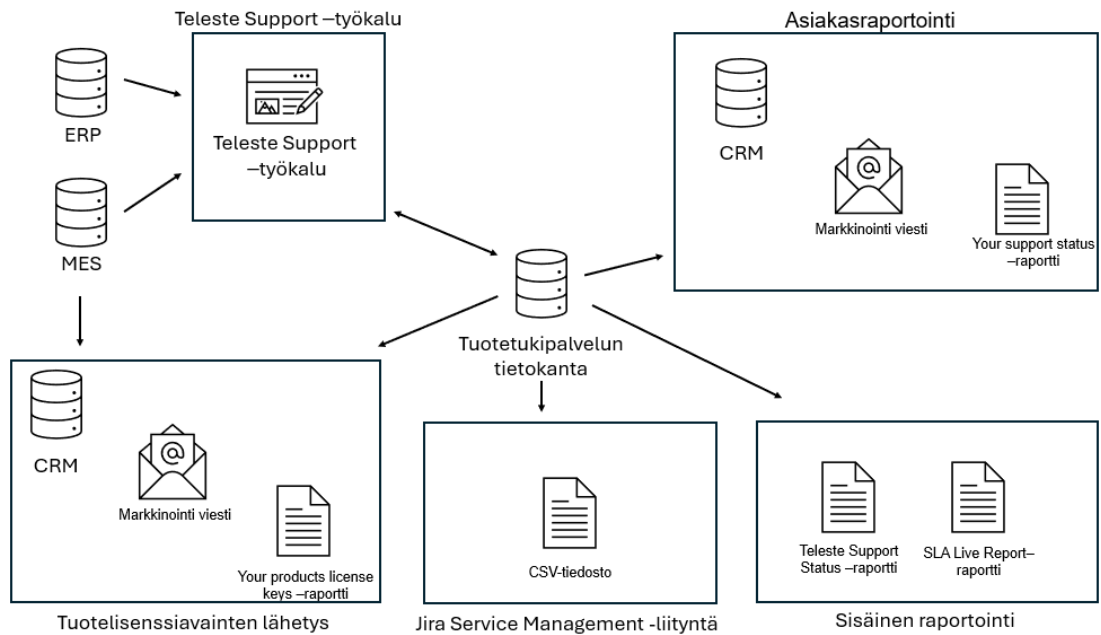 Teleste Support –työkalu
Asiakasraportointi
ERP
Teleste Support
–työkalu
MES
CRM
@
Markkinointi viesti
Your support status
–raportti
Tuotetukipalvelun
tietokanta
CRM
@
Markkinointi viesti
Your products license
keys –raportti
Tuotelisenssiavainten lähetys
CSV-tiedosto
Jira Service Management -liityntä
Teleste Support
Status –raportti
SLA Live Report–
raportti
Sisäinen raportointi